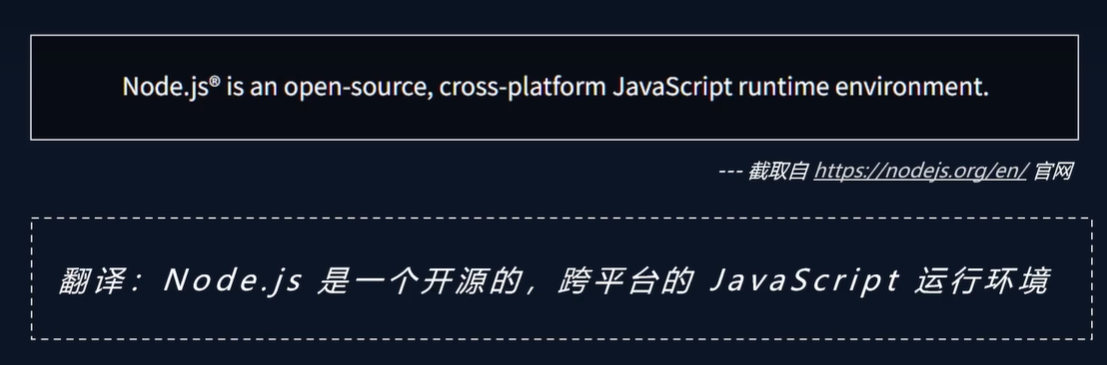 Node.js® is an open-source, cross-platform JavaScript runtime environment.
--- 截取自 https://nodejs.org/en/ 官网
翻译：Node.js 是一个开源的，跨平台的 JavaScript 运行环境